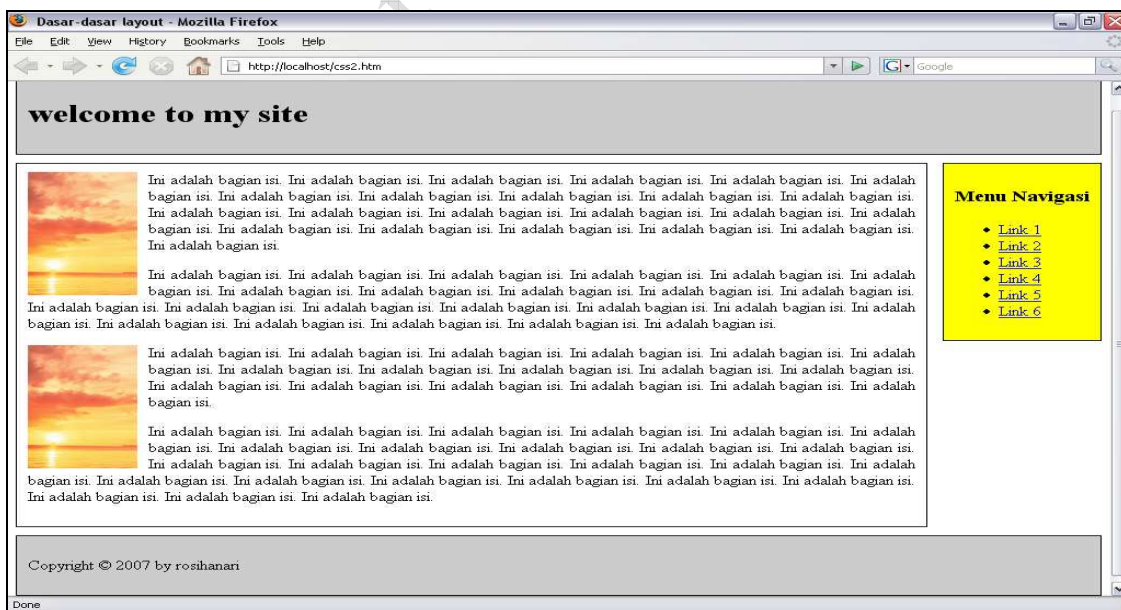 Dasar-dasar layout - Mozilla Firefox
File Edit View History Bookmarks Tools Help
http://localhost/css2.htm
G Google
welcome to my site
Ini adalah bagian isi. Ini adalah bagian isi. Ini adalah bagian isi. Ini adalah bagian isi. Ini adalah bagian isi. Ini adalah
bagian isi. Ini adalah bagian isi. Ini adalah bagian isi. Ini adalah bagian isi. Ini adalah bagian isi. Ini adalah bagian isi.
Ini adalah bagian isi. Ini adalah bagian isi. Ini adalah bagian isi. Ini adalah bagian isi. Ini adalah bagian isi. Ini adalah
bagian isi. Ini adalah bagian isi. Ini adalah bagian isi. Ini adalah bagian isi. Ini adalah bagian isi. Ini adalah bagian isi.
Ini adalah bagian isi.
Ini adalah bagian isi. Ini adalah bagian isi. Ini adalah bagian isi. Ini adalah bagian isi. Ini adalah bagian isi. Ini adalah
bagian isi. Ini adalah bagian isi. Ini adalah bagian isi. Ini adalah bagian isi. Ini adalah bagian isi. Ini adalah bagian isi.
Ini adalah bagian isi. Ini adalah bagian isi. Ini adalah bagian isi. Ini adalah bagian isi. Ini adalah bagian isi. Ini adalah
bagian isi. Ini adalah bagian isi. Ini adalah bagian isi. Ini adalah bagian isi. Ini adalah bagian isi.
Ini adalah bagian isi. Ini adalah bagian isi. Ini adalah bagian isi. Ini adalah bagian isi. Ini adalah bagian isi. Ini adalah
bagian isi. Ini adalah bagian isi. Ini adalah bagian isi. Ini adalah bagian isi. Ini adalah bagian isi. Ini adalah bagian isi.
Ini adalah bagian isi. Ini adalah bagian isi. Ini adalah bagian isi. Ini adalah bagian isi. Ini adalah bagian isi. Ini adalah
bagian isi.
Ini adalah bagian isi. Ini adalah bagian isi. Ini adalah bagian isi. Ini adalah bagian isi. Ini adalah bagian isi. Ini adalah
bagian isi. Ini adalah bagian isi. Ini adalah bagian isi. Ini adalah bagian isi. Ini adalah bagian isi. Ini adalah bagian isi.
Ini adalah bagian isi. Ini adalah bagian isi. Ini adalah bagian isi. Ini adalah bagian isi. Ini adalah bagian isi. Ini adalah
bagian isi. Ini adalah bagian isi. Ini adalah bagian isi. Ini adalah bagian isi. Ini adalah bagian isi. Ini adalah bagian isi.
Ini adalah bagian isi. Ini adalah bagian isi. Ini adalah bagian isi.
Menu Navigasi
Link 1
Link 2
Link 3
Link 4
Link 5
Link 6
Copyright © 2007 by rosihanari
Done